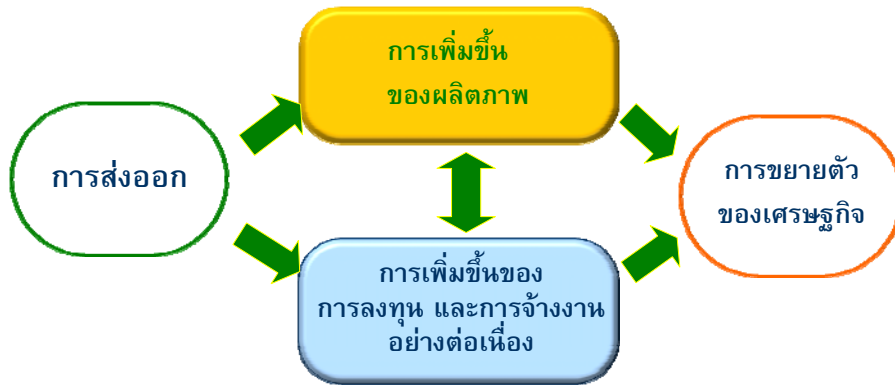 การเพิ่มขึ้น
ของผลิตภาพ
การส่งออก
การขยายตัว
ของเศรษฐกิจ
การเพิ่มขึ้นของ
การลงทุน และการจ้างงาน
อย่างต่อเนื่อง